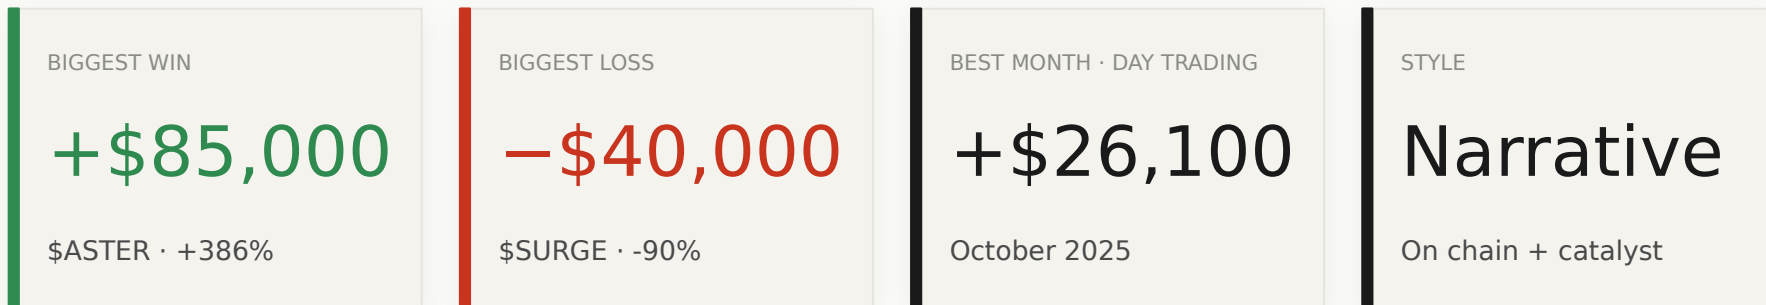 BIGGEST WIN
+$85,000
$ASTER · +386%
BIGGEST LOSS
−$40,000
$SURGE · -90%
BEST MONTH · DAY TRADING
+$26,100
October 2025
STYLE
Narrative
On chain + catalyst